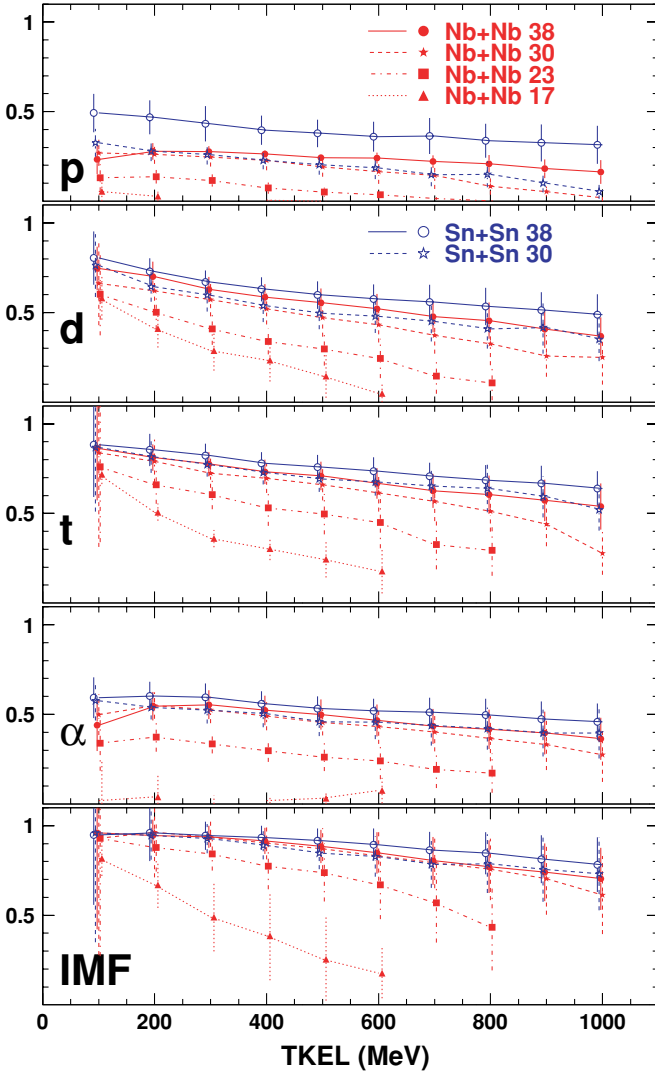 1
Nb+Nb 38
Nb+Nb 30
Nb+Nb 23
Nb+Nb 17
0.5
p
1
Sn+Sn 38
Sn+Sn 30
0.5
d
1
0.5
t
1
0.5
α
1
0.5
IMF
0 200 400 600 800 1000
TKEL (MeV)